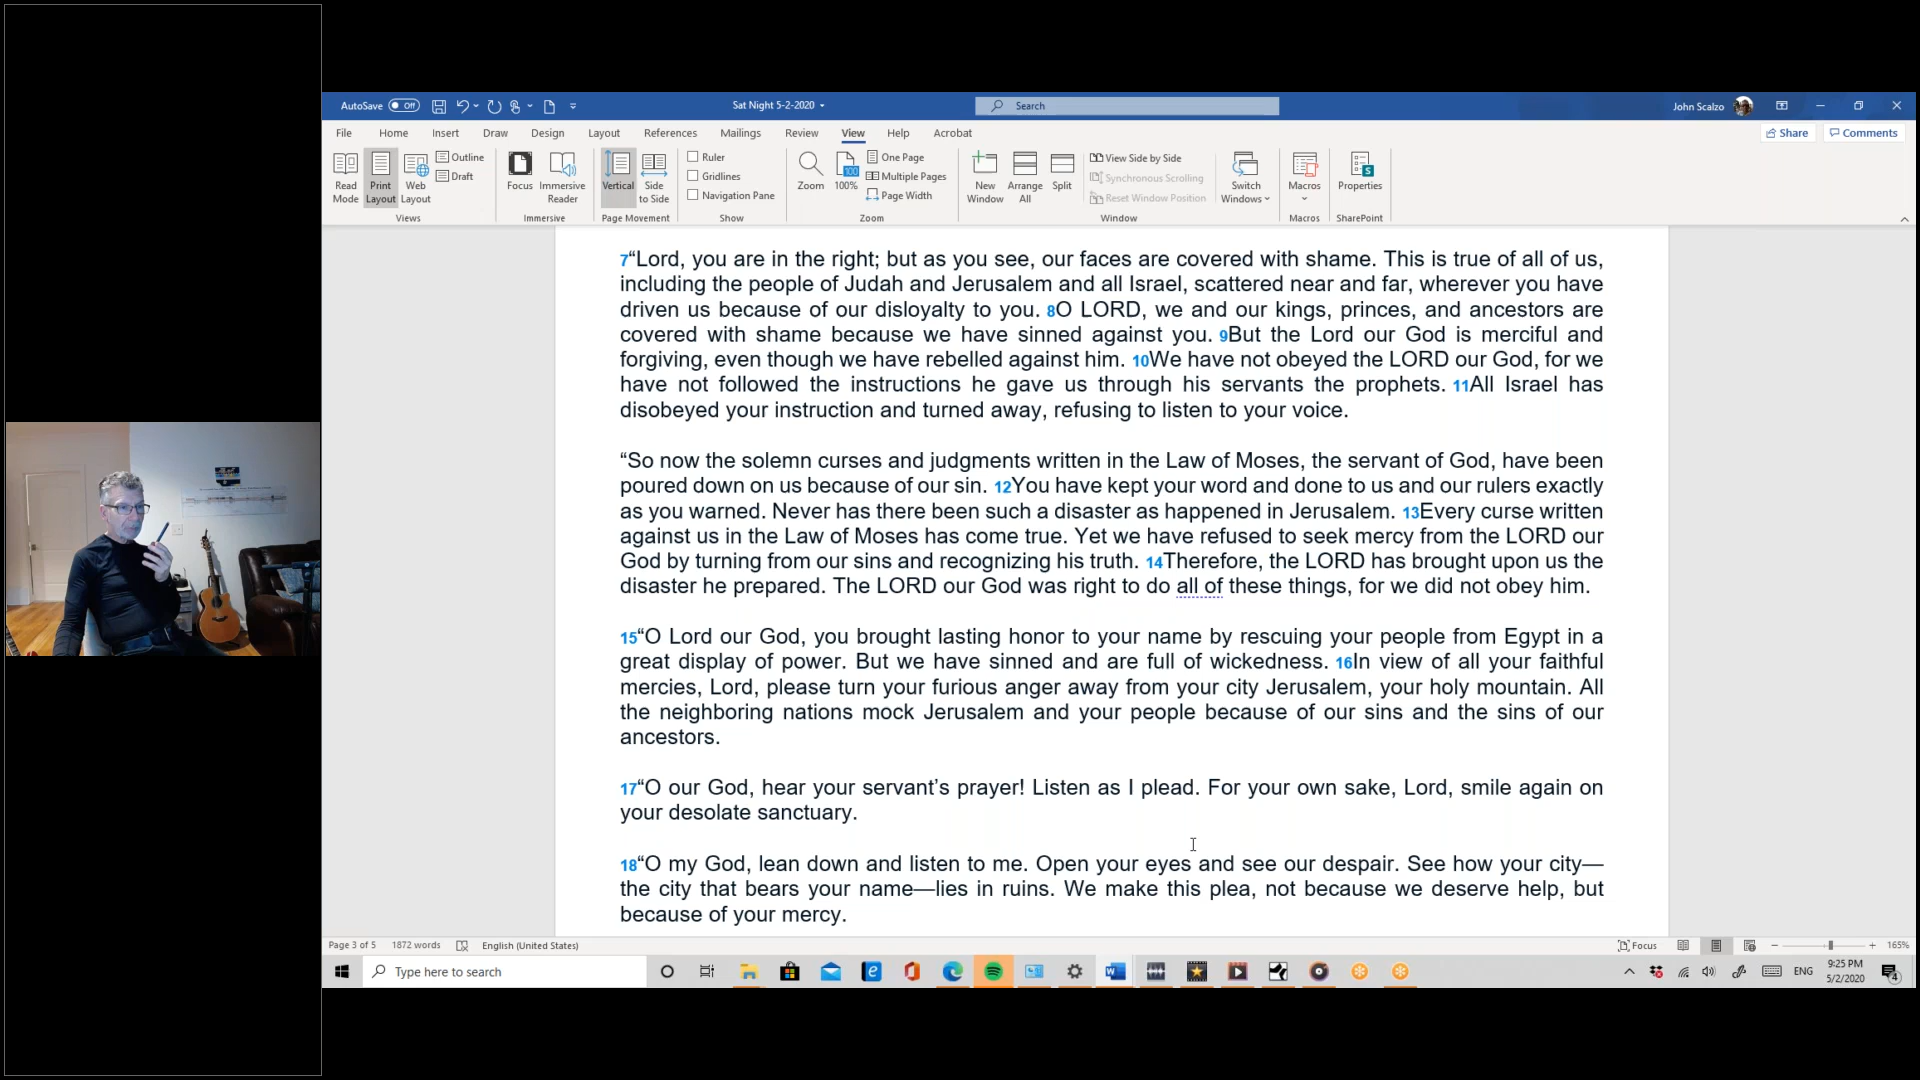 AutoSave Off
Sat Night 5-2-2020
Search
John Scalzo
File Home Insert Draw Design Layout References Mailings Review View Help Acrobat
Share Comments
Read Mode
Print Layout
Web Layout
Outline
Draft
Views
Focus
Immersive Reader
Immersive
Vertical
Side to Side
Page Movement
Ruler
Gridlines
Navigation Pane
Show
Zoom
100
100%
One Page
Multiple Pages
Page Width
Zoom
New Window
Arrange All
Split
View Side by Side
Synchronous Scrolling
Reset Window Position
Window
Switch Windows
Macros
Macros
Properties
SharePoint
7“Lord, you are in the right; but as you see, our faces are covered with shame. This is true of all of us,
including the people of Judah and Jerusalem and all Israel, scattered near and far, wherever you have
driven us because of our disloyalty to you. 8O LORD, we and our kings, princes, and ancestors are
covered with shame because we have sinned against you. 9But the Lord our God is merciful and
forgiving, even though we have rebelled against him. 10We have not obeyed the LORD our God, for we
have not followed the instructions he gave us through his servants the prophets. 11All Israel has
disobeyed your instruction and turned away, refusing to listen to your voice.
“So now the solemn curses and judgments written in the Law of Moses, the servant of God, have been
poured down on us because of our sin. 12You have kept your word and done to us and our rulers exactly
as you warned. Never has there been such a disaster as happened in Jerusalem. 13Every curse written
against us in the Law of Moses has come true. Yet we have refused to seek mercy from the LORD our
God by turning from our sins and recognizing his truth. 14Therefore, the LORD has brought upon us the
disaster he prepared. The LORD our God was right to do all of these things, for we did not obey him.
15“O Lord our God, you brought lasting honor to your name by rescuing your people from Egypt in a
great display of power. But we have sinned and are full of wickedness. 16In view of all your faithful
mercies, Lord, please turn your furious anger away from your city Jerusalem, your holy mountain. All
the neighboring nations mock Jerusalem and your people because of our sins and the sins of our
ancestors.
17“O our God, hear your servant’s prayer! Listen as I plead. For your own sake, Lord, smile again on
your desolate sanctuary.
18“O my God, lean down and listen to me. Open your eyes and see our despair. See how your city—
the city that bears your name—lies in ruins. We make this plea, not because we deserve help, but
because of your mercy.
Page 3 of 5 1872 words English (United States)
Focus 165%
Type here to search
ENG
9:25 PM
5/2/2020
4